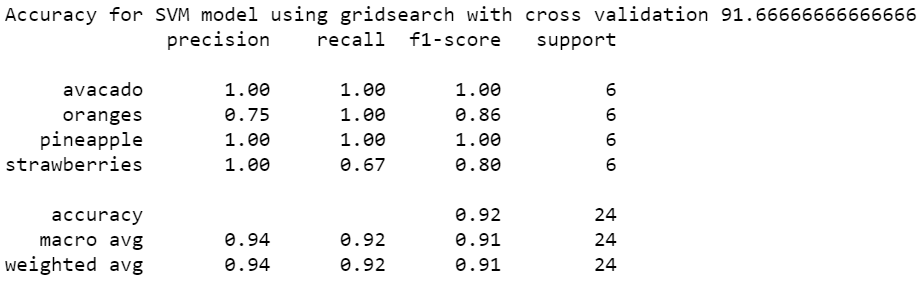 Accuracy for SVM model using gridsearch with cross validation 91.66666666666666
precision recall f1-score support
avacado 1.00 1.00 1.00 6
oranges 0.75 1.00 0.86 6
pineapple 1.00 1.00 1.00 6
strawberries 1.00 0.67 0.80 6
accuracy 0.92 24
macro avg 0.94 0.92 0.91 24
weighted avg 0.94 0.92 0.91 24